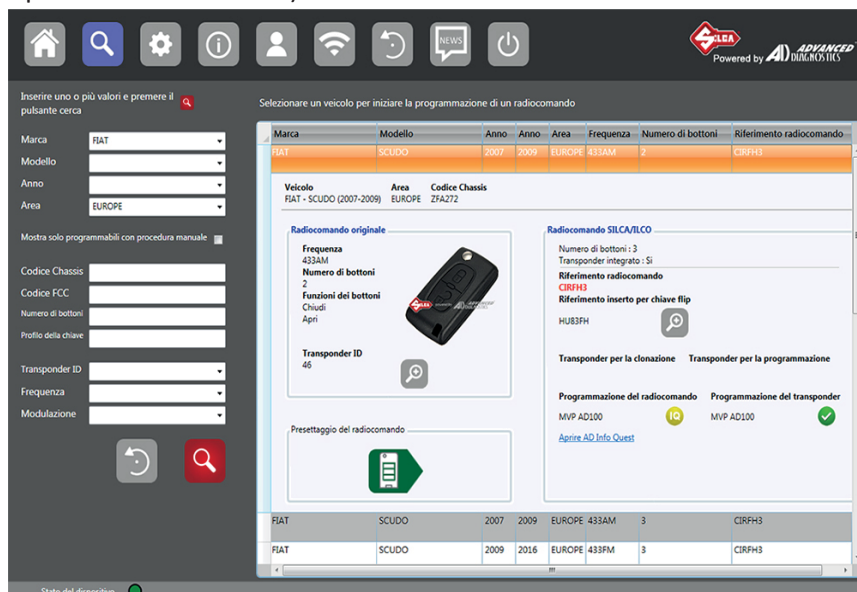 NEWS
SILCA
Powered by AD ADVANCED DIAGNOSTICS
Inserire uno o più valori e premere il
pulsante cerca
Selezionare un veicolo per iniziare la programmazione di un radiocomando
Marca FIAT
Modello
Anno
Area EUROPE
Mostra solo programmabili con procedura manuale
Codice Chassis
Codice FCC
Numero di bottoni
Profilo della chiave
Transponder ID
Frequenza
Modulazione
Marca Modello Anno Anno Area Frequenza Numero di bottoni Riferimento radiocomando
FIAT SCUDO 2007 2009 EUROPE 433AM 2 CIRFH3
Veicolo Area Codice Chassis
FIAT - SCUDO (2007-2009) EUROPE ZFA272
Radiocomando originale
Frequenza
433AM
Numero di bottoni
2
Funzioni dei bottoni
Chiudi
Apri
Transponder ID
46
Presettaggio del radiocomando
Radiocomando SILCA/ILCO
Numero di bottoni : 3
Transponder integrato : Si
Riferimento radiocomando
CIRFH3
Riferimento inserto per chiave flip
HU83FH
Transponder per la clonazione Transponder per la programmazione
Programmazione del radiocomando Programmazione del transponder
MVP AD100 IQ MVP AD100
Aprire AD Info Quest
FIAT SCUDO 2007 2009 EUROPE 433AM 3 CIRFH3
FIAT SCUDO 2009 2016 EUROPE 433FM 3 CIRFH3
Stato del dispositivo